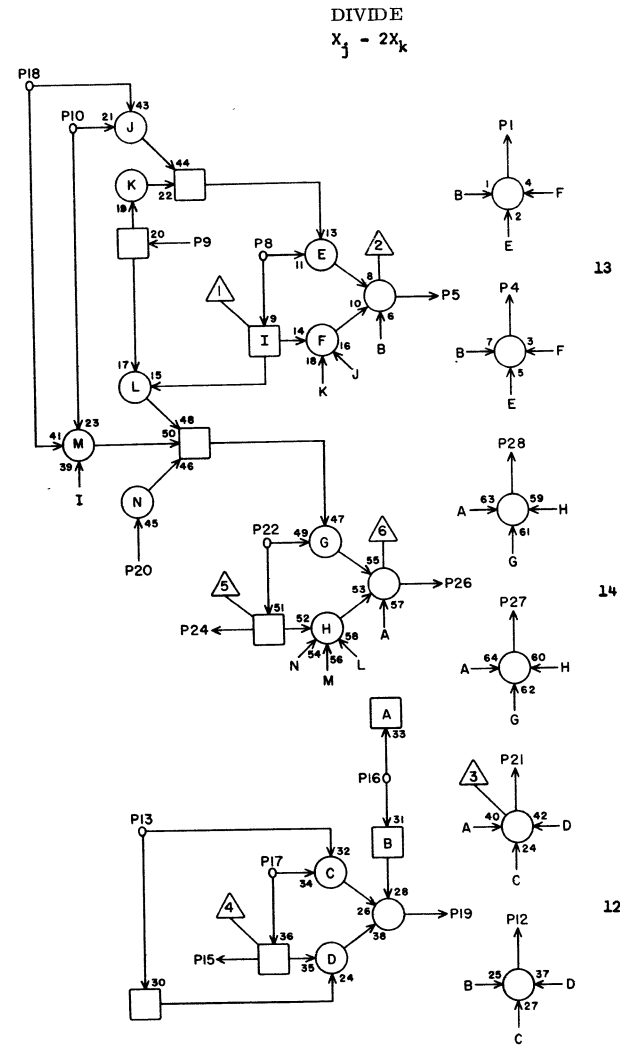 DIVIDE
Xj - 2Xk
P18
43
P10 21 J
44
K 22
19
20 P9
P1
B 1 4 F
2
E
13
13
P8 11 E 2
8
1 9 10 P5
I 14 F 16 6
18 B
K J
P4
B 7 3 F
5
E
17 15
L
48
23
41 M 50
39 46
I N
45
P20
P28
A 63 59 H
61
G
14
47
P22 49 G 6
55
5 51 53 P26
P24 52 H 57
54 56 58 A
N M L
P27
A 64 60 H
62
G
A
33
P16
31
B
28
P21
3
A 40 42 D
24
C
12
P13
32
P17 34 C
26 P19
4 36 38
P15 35 D
24
30
P12
B 25 37 D
27
C